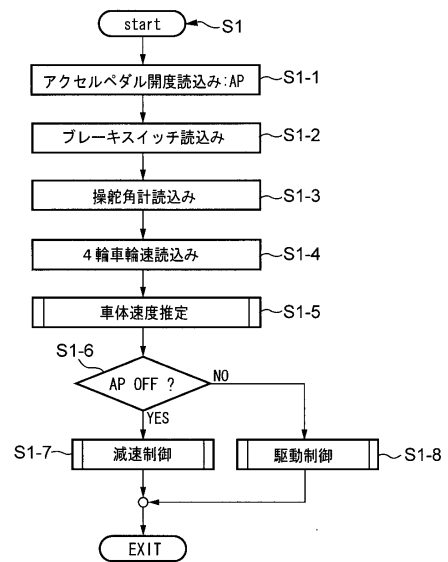 start
S1
アクセルペダル開度読込み:AP
S1-1
ブレーキスイッチ読込み
S1-2
操舵角計読込み
S1-3
4輪車輪速読込み
S1-4
車体速度推定
S1-5
S1-6
AP OFF ?
NO
YES
S1-7
減速制御
駆動制御
S1-8
EXIT